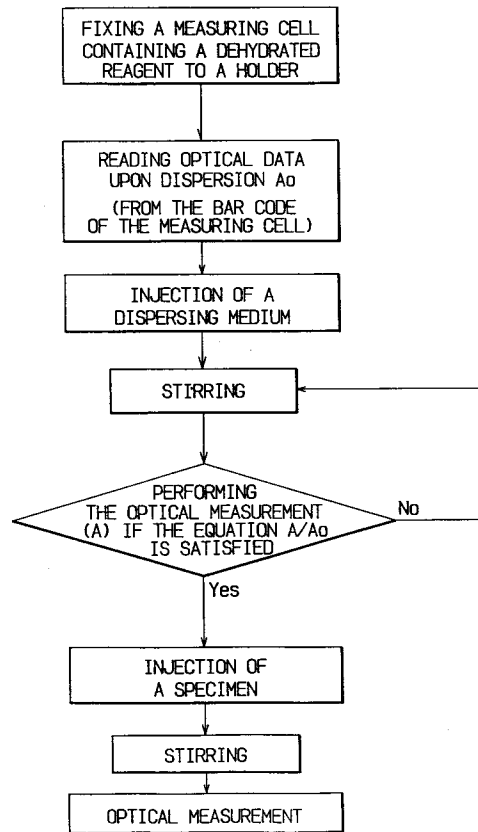 FIXING A MEASURING CELL
CONTAINING A DEHYDRATED
REAGENT TO A HOLDER
READING OPTICAL DATA
UPON DISPERSION Ao
(FROM THE BAR CODE
OF THE MEASURING CELL)
INJECTION OF A
DISPERSING MEDIUM
STIRRING
PERFORMING
THE OPTICAL MEASUREMENT
(A) IF THE EQUATION A/Ao
IS SATISFIED
No
Yes
INJECTION OF
A SPECIMEN
STIRRING
OPTICAL MEASUREMENT